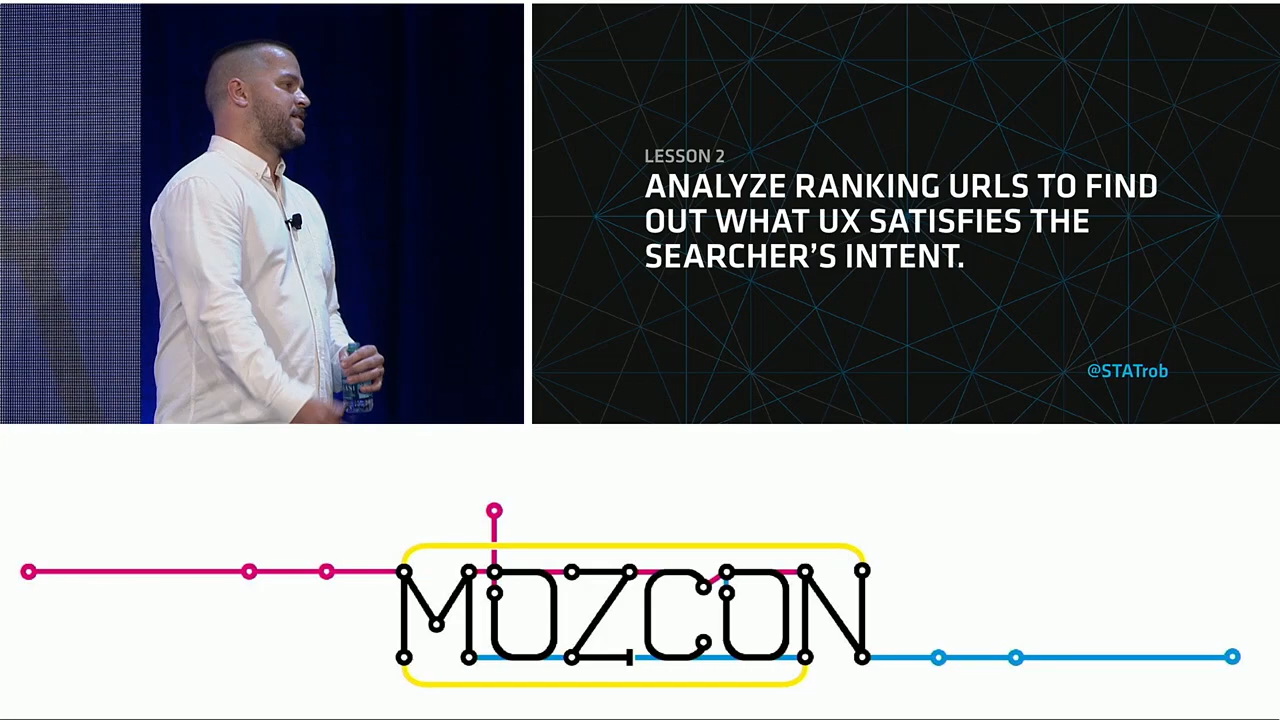 LESSON 2
ANALYZE RANKING URLS TO FIND
OUT WHAT UX SATISFIES THE
SEARCHER'S INTENT.
@STATrob
MOZCON